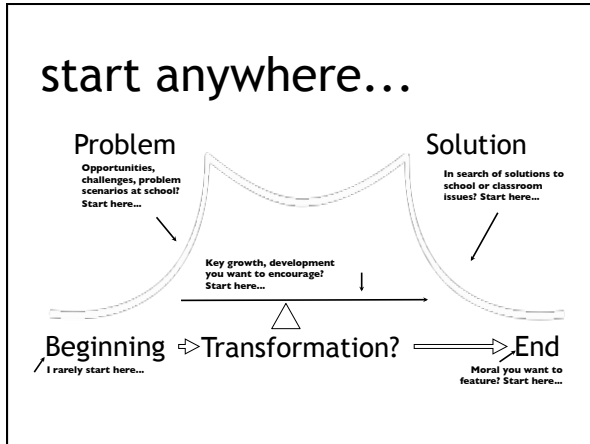 start anywhere...
Problem
Opportunities,
challenges, problem
scenarios at school?
Start here...
Solution
In search of solutions to
school or classroom
issues? Start here...
Key growth, development
you want to encourage?
Start here...
Beginning
I rarely start here...
Transformation?
End
Moral you want to
feature? Start here...